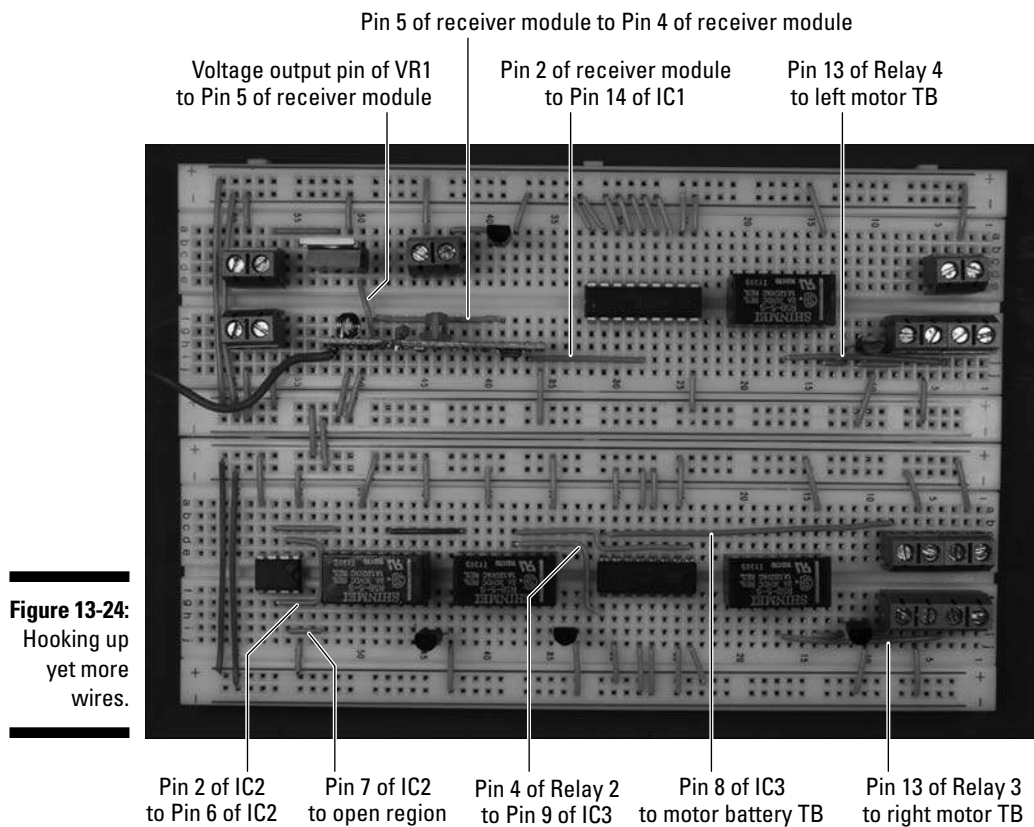 Pin 5 of receiver module to Pin 4 of receiver module
Voltage output pin of VR1
to Pin 5 of receiver module
Pin 2 of receiver module
to Pin 14 of IC1
Pin 13 of Relay 4
to left motor TB
Figure 13-24:
Hooking up
yet more
wires.
SHINMEI
SHINMEI
SHINMEI
SHINMEI
Pin 2 of IC2
to Pin 6 of IC2
Pin 7 of IC2
to open region
Pin 4 of Relay 2
to Pin 9 of IC3
Pin 8 of IC3
to motor battery TB
Pin 13 of Relay 3
to right motor TB